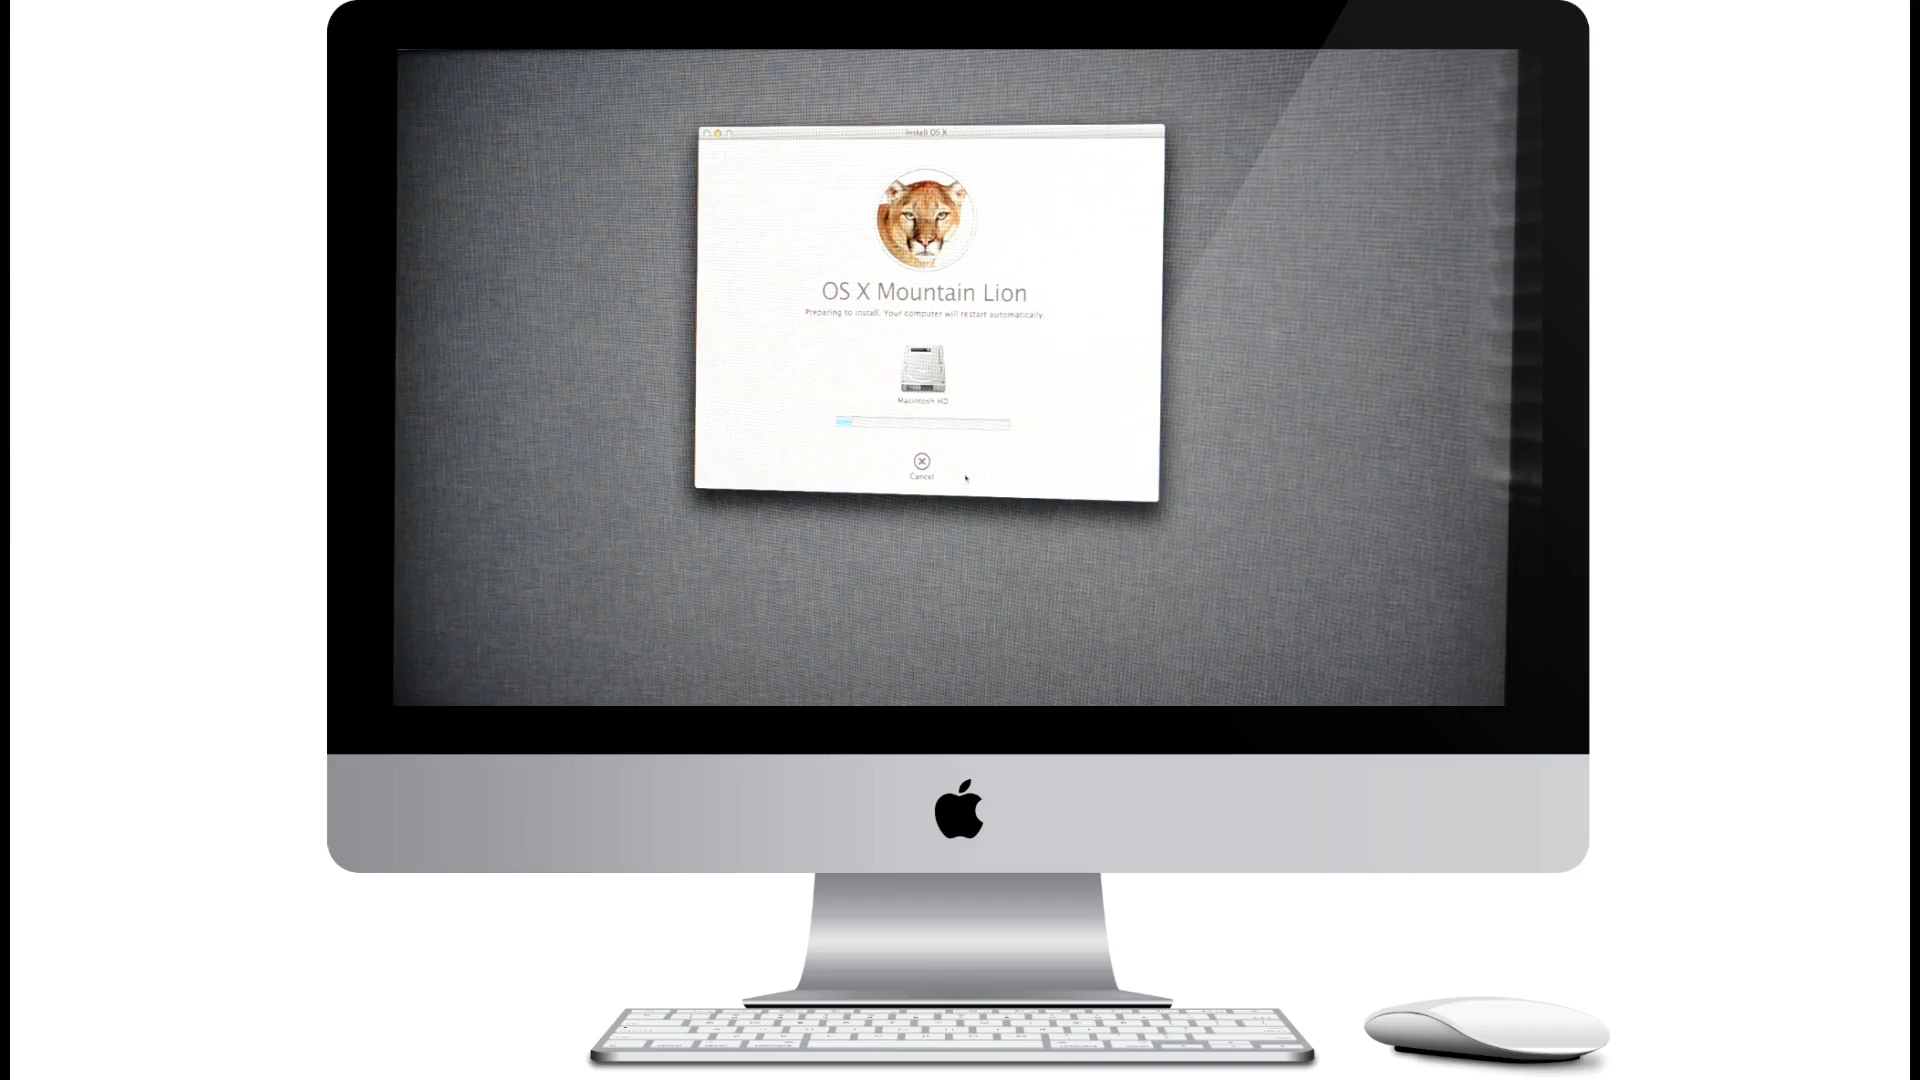 Install OS X
OS X Mountain Lion
Preparing to install. Your computer will restart automatically.
Macintosh HD
Cancel